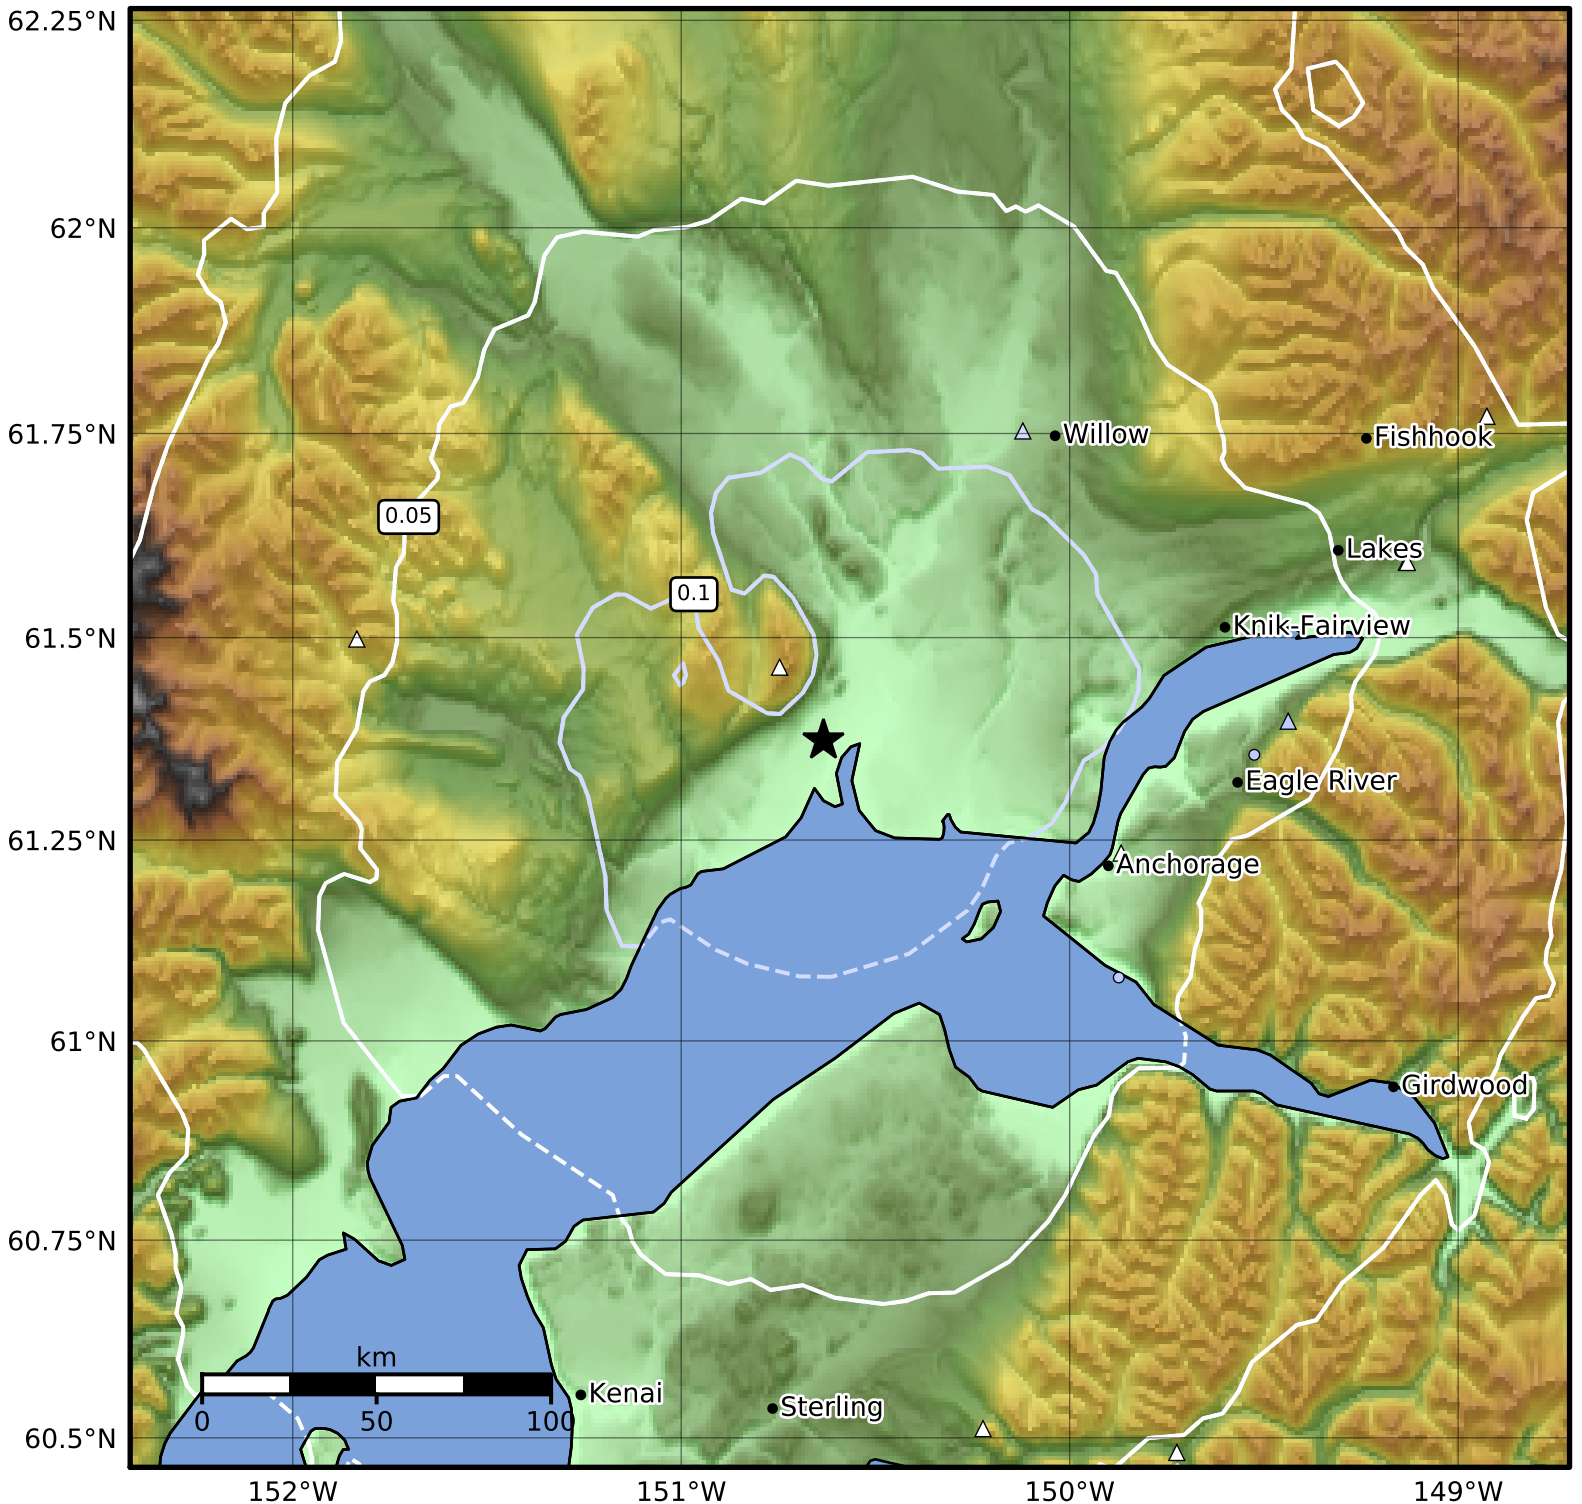 62.25°N
62°N
61.75°N
Willow
Fishhook
0.05
Lakes
0.1
61.5°N
Knik-Fairview
Eagle River
61.25°N
Anchorage
61°N
Girdwood
60.75°N
km
Kenai
Sterling
0 50 100
60.5°N
152°W 151°W 150°W 149°W